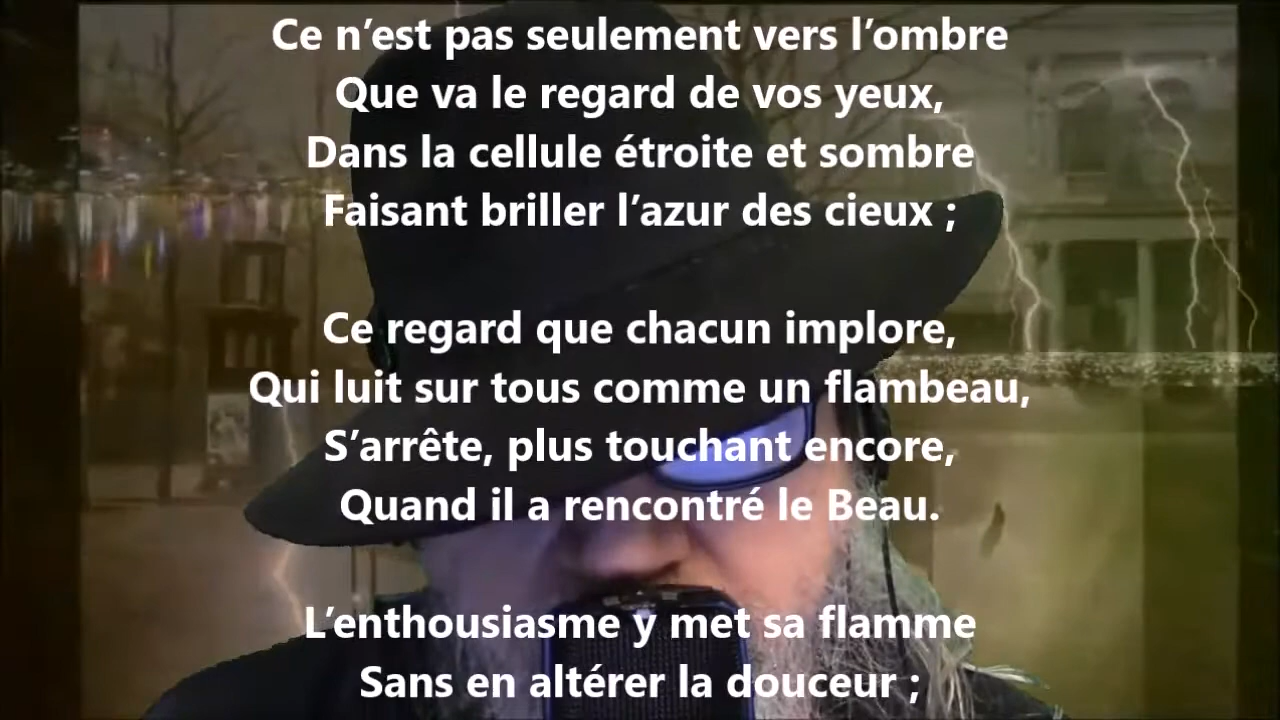 Ce n’est pas seulement vers l’ombre
Que va le regard de vos yeux,
Dans la cellule étroite et sombre
Faisant briller l’azur des cieux ;
Ce regard que chacun implore,
Qui luit sur tous comme un flambeau,
S’arrête, plus touchant encore,
Quand il a rencontré le Beau.
L’enthousiasme y met sa flamme
Sans en altérer la douceur ;